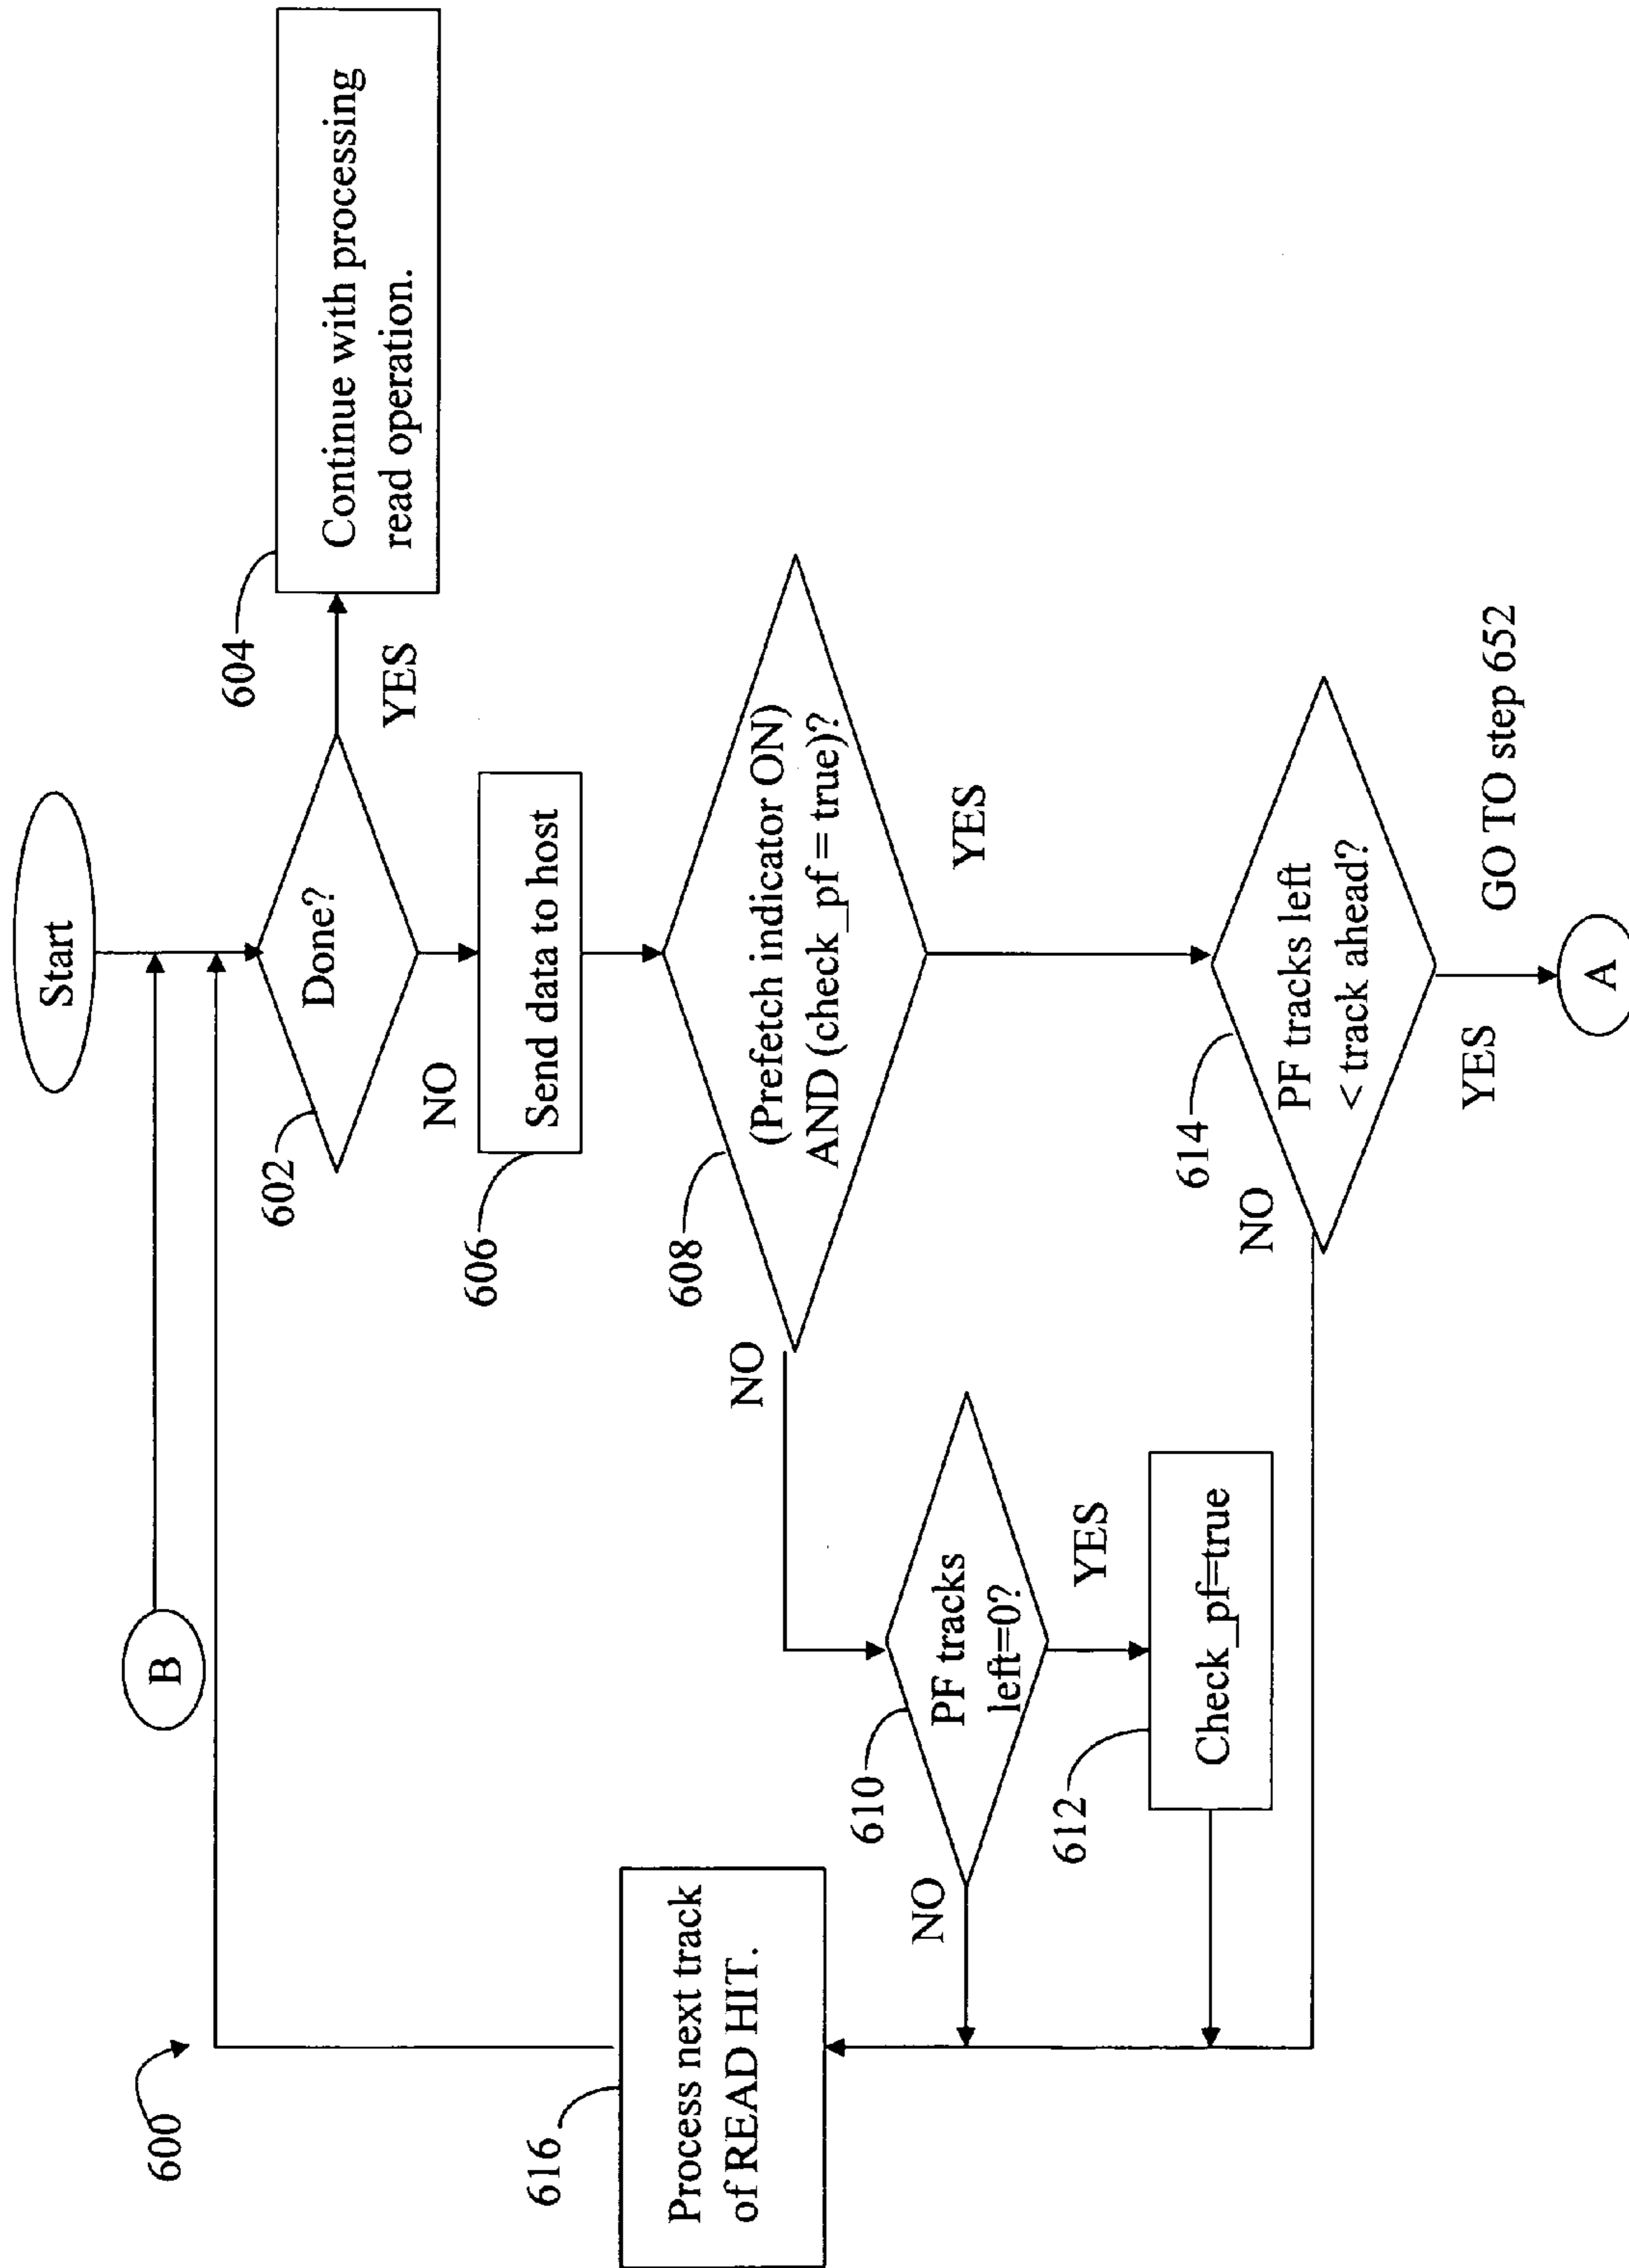 600
Start
B
602
Done?
YES
604
Continue with processing
read operation.
NO
606
Send data to host
608
(Prefetch indicator ON)
AND (check_pf = true)?
NO
YES
610
PF tracks
left=0?
NO
YES
612
Check_pf=true
614
PF tracks left
< track ahead?
NO
YES
GO TO step 652
A
616
Process next track
of READ HIT.